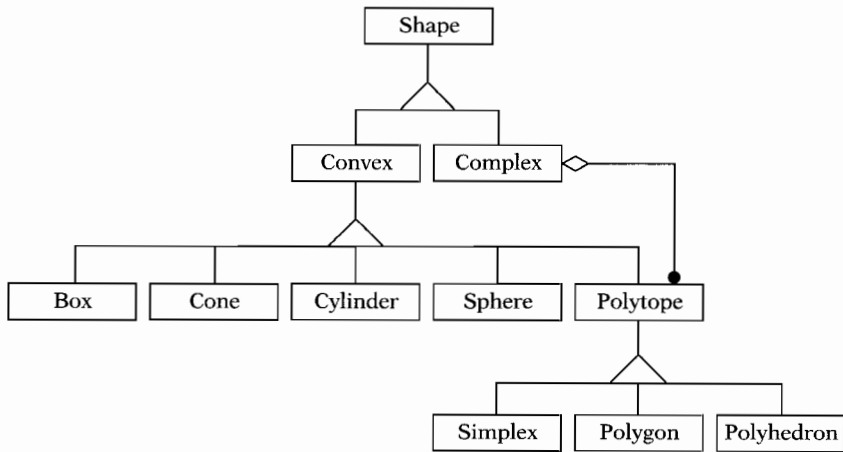 Shape
Convex
Complex
Box
Cone
Cylinder
Sphere
Polytope
Simplex
Polygon
Polyhedron